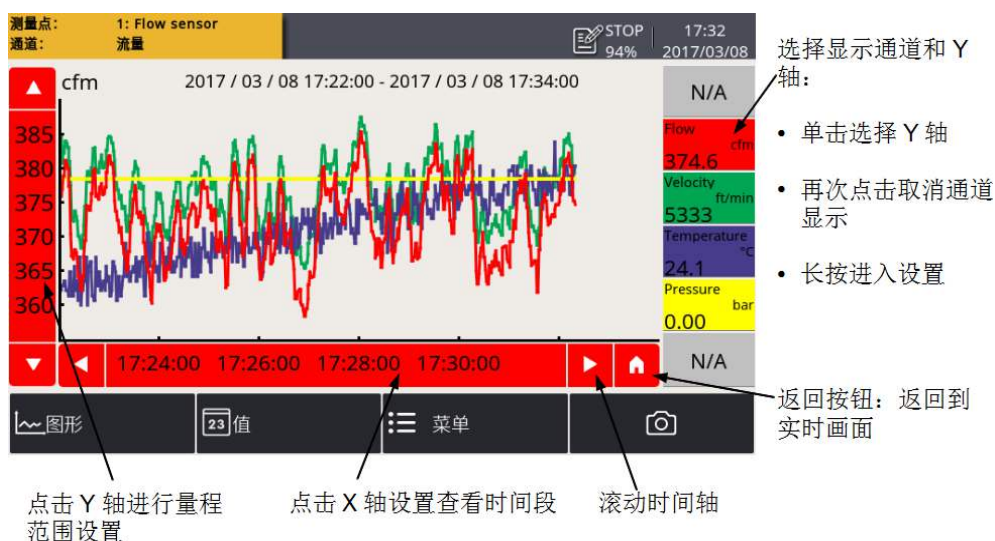 测量点: 1: Flow sensor
通道: 流量
STOP
94%
17:32
2017/03/08
cfm
2017 / 03 / 08 17:22:00 - 2017 / 03 / 08 17:34:00
385
380
375
370
365
360
17:24:00 17:26:00 17:28:00 17:30:00
N/A
Flow
cfm
374.6
Velocity
ft/min
5333
Temperature
°C
24.1
Pressure
bar
0.00
N/A
图形
23 值
菜单
选择显示通道和 Y
轴:
• 单击选择 Y 轴
• 再次点击取消通道
显示
• 长按进入设置
返回按钮: 返回到
实时画面
点击 Y 轴进行量程
范围设置
点击 X 轴设置查看时间段
滚动时间轴